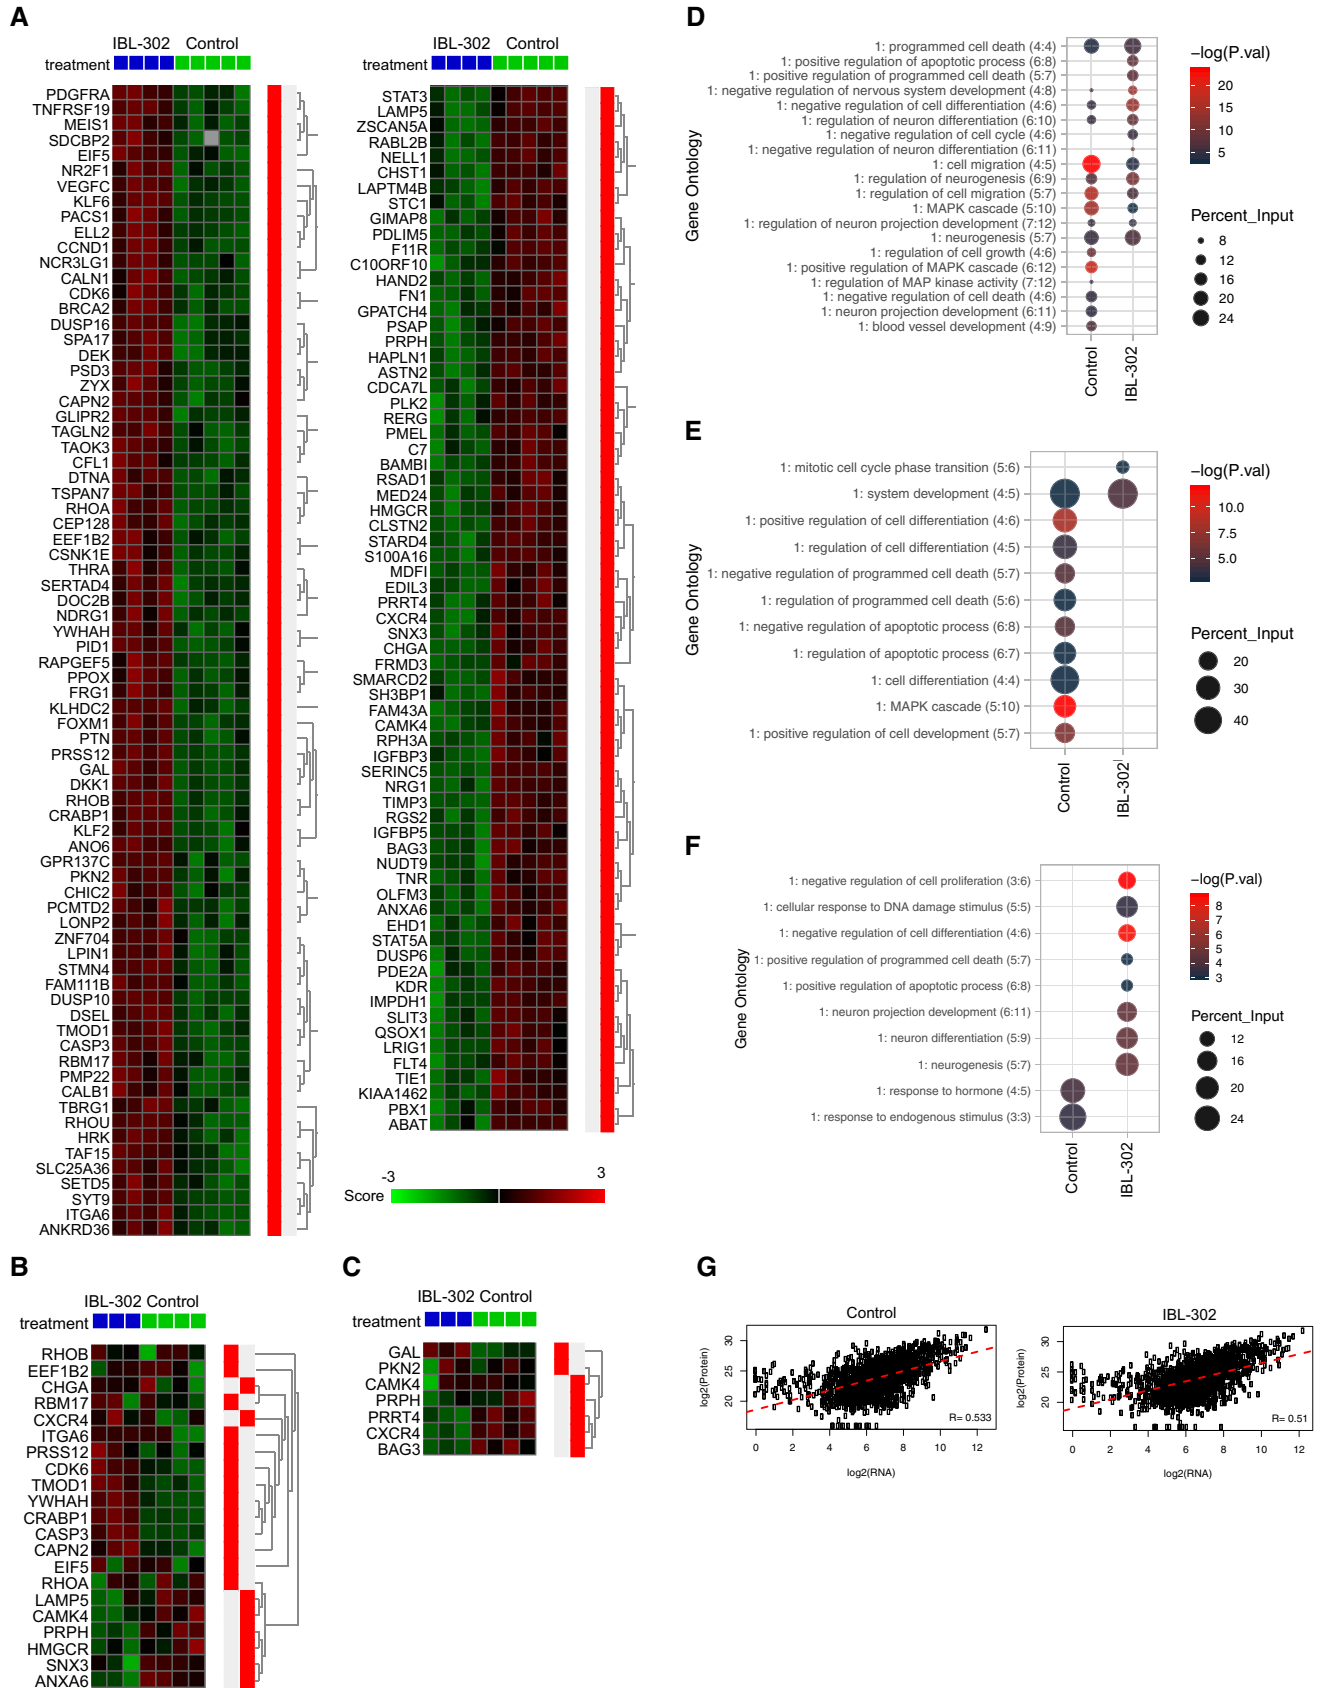 A
IBL-302 Control
treatment
PDGFRA
TNFRSF19
MEIS1
SDCBP2
EIF5
NR2F1
VEGFC
KLF6
PACS1
ELL2
CCND1
NCR3LG1
CALN1
CDK6
BRCA2
DUSP16
SPA17
DEK
PSD3
ZYX
CAPN2
GLIPR2
TAGLN2
TAOK3
CFL1
DTNA
TSPAN7
RHOA
CEP128
EEF1B2
CSNK1E
THRA
SERTAD4
DOC2B
NDRG1
YWHAH
PID1
RAPGEF5
PPOX
FRG1
KLHDC2
FOXM1
PTN
PRSS12
GAL
DKK1
RHOB
CRABP1
KLF2
ANO6
GPR137C
PKN2
CHIC2
PCMTD2
LONP2
ZNF704
LPIN1
STMN4
FAM111B
DUSP10
DSEL
TMOD1
CASP3
RBM17
PMP22
CALB1
TBRG1
RHOU
HRK
TAF15
SLC25A36
SETD5
SYT9
ITGA6
ANKRD36
IBL-302 Control
STAT3
LAMP5
ZSCAN5A
RABL2B
NELL1
CHST1
LAPTM4B
STC1
GIMAP8
PDLIM5
F11R
C10ORF10
HAND2
FN1
GPATCH4
PSAP
PRPH
HAPLN1
ASTN2
CDCA7L
PLK2
RERG
PMEL
C7
BAMBI
RSAD1
MED24
HMGCR
CLSTN2
STARD4
S100A16
MDFI
EDIL3
PRRT4
CXCR4
SNX3
CHGA
FRMD3
SMARCD2
SH3BP1
FAM43A
CAMK4
RPH3A
IGFBP3
SERINC5
NRG1
TIMP3
RGS2
IGFBP5
BAG3
NUDT9
TNR
OLFM3
ANXA6
EHD1
STAT5A
DUSP6
PDE2A
KDR
IMPDH1
SLIT3
QSOX1
LRIG1
FLT4
TIE1
KIAA1462
PBX1
ABAT
-3 3
Score
B
IBL-302 Control
treatment
RHOB
EEF1B2
CHGA
RBM17
CXCR4
ITGA6
PRSS12
CDK6
TMOD1
YWHAH
CRABP1
CASP3
CAPN2
EIF5
RHOA
LAMP5
CAMK4
PRPH
HMGCR
SNX3
ANXA6
C
IBL-302 Control
treatment
GAL
PKN2
CAMK4
PRPH
PRRT4
CXCR4
BAG3
D
Gene Ontology
1: programmed cell death (4:4)
1: positive regulation of apoptotic process (6:8)
1: positive regulation of programmed cell death (5:7)
1: negative regulation of nervous system development (4:8)
1: negative regulation of cell differentiation (4:6)
1: regulation of neuron differentiation (6:10)
1: negative regulation of cell cycle (4:6)
1: negative regulation of neuron differentiation (6:11)
1: cell migration (4:5)
1: regulation of neurogenesis (6:9)
1: regulation of cell migration (5:7)
1: MAPK cascade (5:10)
1: regulation of neuron projection development (7:12)
1: neurogenesis (5:7)
1: regulation of cell growth (4:6)
1: positive regulation of MAPK cascade (6:12)
1: regulation of MAP kinase activity (7:12)
1: negative regulation of cell death (4:6)
1: neuron projection development (6:11)
1: blood vessel development (4:9)
Control
IBL-302
−log(P.val)
20
15
10
5
Percent_Input
8
12
16
20
24
E
Gene Ontology
1: mitotic cell cycle phase transition (5:6)
1: system development (4:5)
1: positive regulation of cell differentiation (4:6)
1: regulation of cell differentiation (4:5)
1: negative regulation of programmed cell death (5:7)
1: regulation of programmed cell death (5:6)
1: negative regulation of apoptotic process (6:8)
1: regulation of apoptotic process (6:7)
1: cell differentiation (4:4)
1: MAPK cascade (5:10)
1: positive regulation of cell development (5:7)
Control
IBL-302
−log(P.val)
10.0
7.5
5.0
Percent_Input
20
30
40
F
Gene Ontology
1: negative regulation of cell proliferation (3:6)
1: cellular response to DNA damage stimulus (5:5)
1: negative regulation of cell differentiation (4:6)
1: positive regulation of programmed cell death (5:7)
1: positive regulation of apoptotic process (6:8)
1: neuron projection development (6:11)
1: neuron differentiation (5:9)
1: neurogenesis (5:7)
1: response to hormone (4:5)
1: response to endogenous stimulus (3:3)
Control
IBL-302
−log(P.val)
8
7
6
5
4
3
Percent_Input
12
16
20
24
G
Control
log2(Protein)
30
25
20
R= 0.533
0 2 4 6 8 10 12
log2(RNA)
IBL-302
log2(Protein)
30
25
20
R= 0.51
0 2 4 6 8 10 12
log2(RNA)